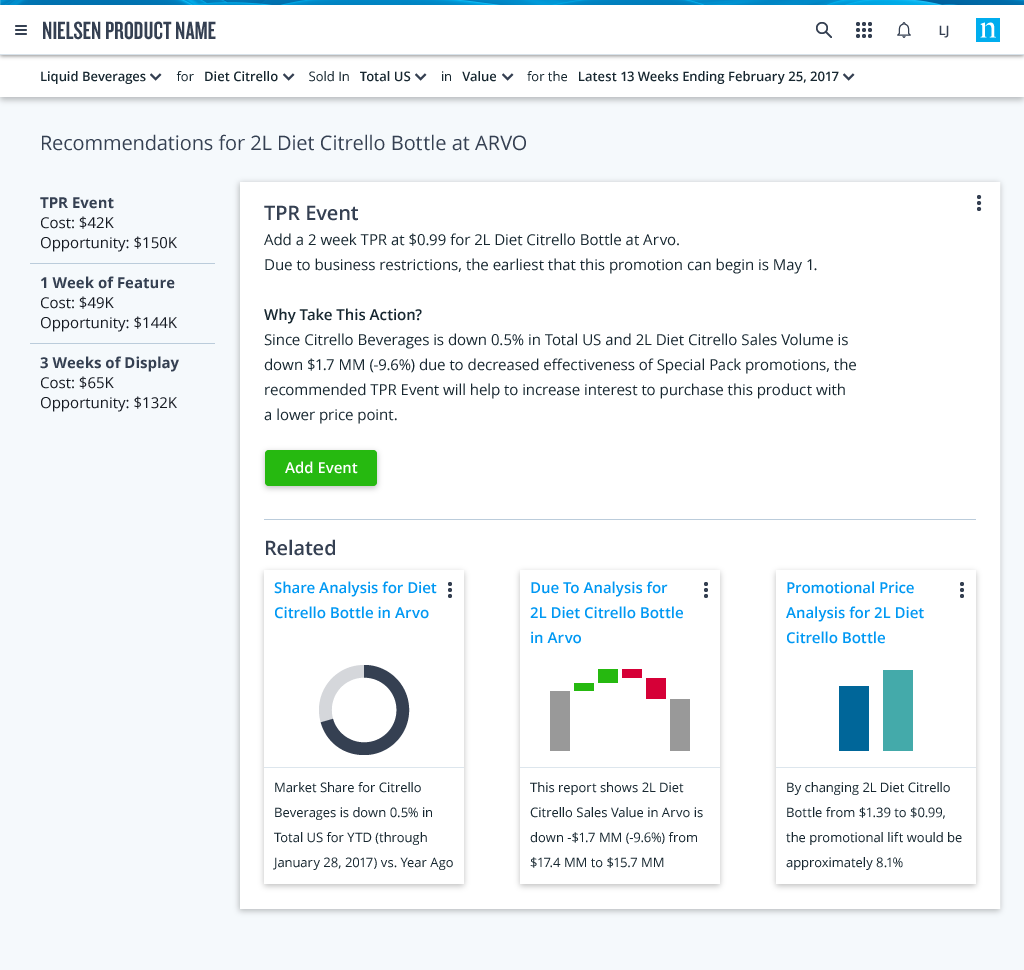 NIELSEN PRODUCT NAME
LJ
n
Liquid Beverages for Diet Citrello Sold In Total US in Value for the Latest 13 Weeks Ending February 25, 2017
Recommendations for 2L Diet Citrello Bottle at ARVO
TPR Event
Cost: $42K
Opportunity: $150K
1 Week of Feature
Cost: $49K
Opportunity: $144K
3 Weeks of Display
Cost: $65K
Opportunity: $132K
TPR Event
Add a 2 week TPR at $0.99 for 2L Diet Citrello Bottle at Arvo.
Due to business restrictions, the earliest that this promotion can begin is May 1.
Why Take This Action?
Since Citrello Beverages is down 0.5% in Total US and 2L Diet Citrello Sales Volume is
down $1.7 MM (-9.6%) due to decreased effectiveness of Special Pack promotions, the
recommended TPR Event will help to increase interest to purchase this product with
a lower price point.
Add Event
Related
Share Analysis for Diet
Citrello Bottle in Arvo
Market Share for Citrello
Beverages is down 0.5% in
Total US for YTD (through
January 28, 2017) vs. Year Ago
Due To Analysis for
2L Diet Citrello Bottle
in Arvo
This report shows 2L Diet
Citrello Sales Value in Arvo is
down -$1.7 MM (-9.6%) from
$17.4 MM to $15.7 MM
Promotional Price
Analysis for 2L Diet
Citrello Bottle
By changing 2L Diet Citrello
Bottle from $1.39 to $0.99,
the promotional lift would be
approximately 8.1%